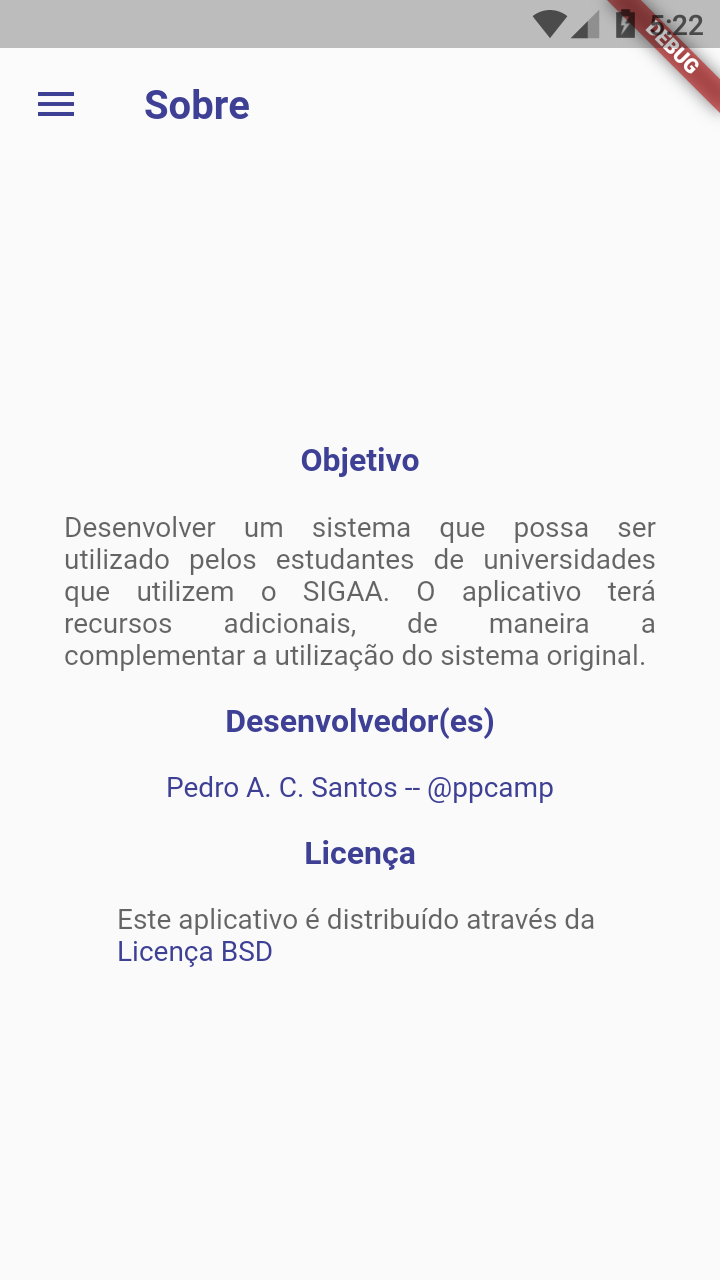 5:22
DEBUG
Sobre
Objetivo
Desenvolver um sistema que possa ser
utilizado pelos estudantes de universidades
que utilizem o SIGAA. O aplicativo terá
recursos adicionais, de maneira a
complementar a utilização do sistema original.
Desenvolvedor(es)
Pedro A. C. Santos -- @ppcamp
Licença
Este aplicativo é distribuído através da
Licença BSD